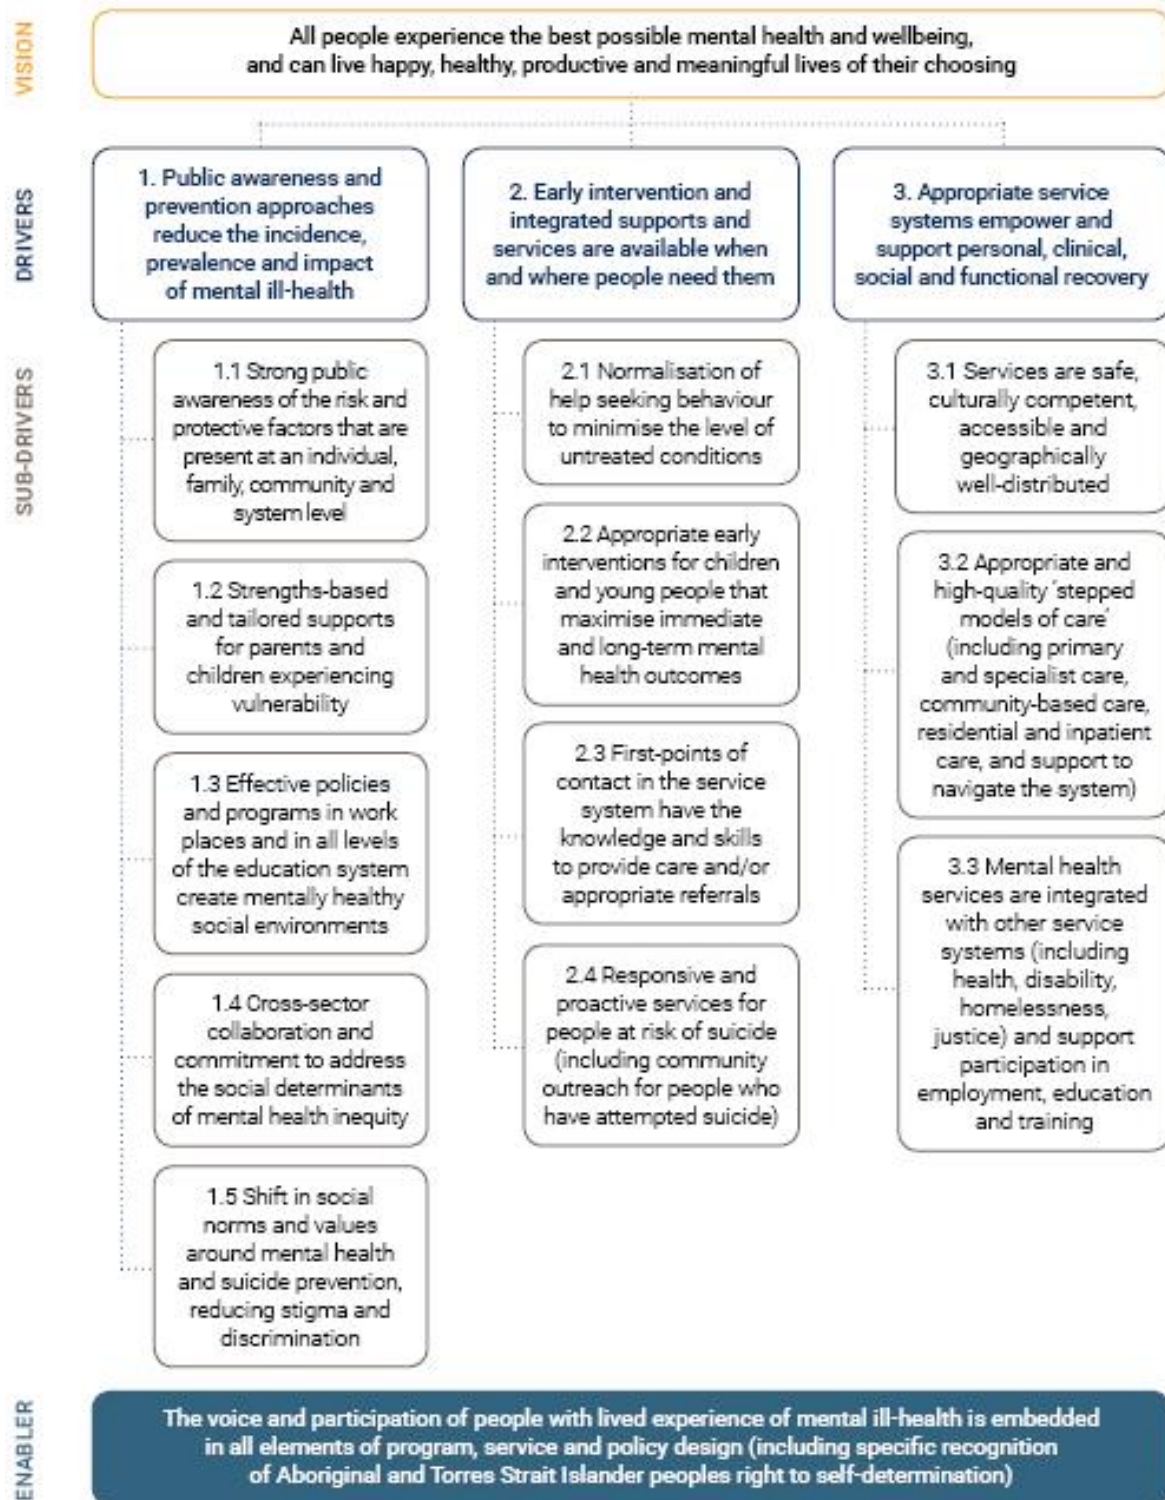 VISION
All people experience the best possible mental health and wellbeing,
and can live happy, healthy, productive and meaningful lives of their choosing
DRIVERS
1. Public awareness and
prevention approaches
reduce the incidence,
prevalence and impact
of mental ill-health
2. Early intervention and
integrated supports and
services are available when
and where people need them
3. Appropriate service
systems empower and
support personal, clinical,
social and functional recovery
SUB-DRIVERS
1.1 Strong public
awareness of the risk and
protective factors that are
present at an individual,
family, community and
system level
1.2 Strengths-based
and tailored supports
for parents and
children experiencing
vulnerability
1.3 Effective policies
and programs in work
places and in all levels
of the education system
create mentally healthy
social environments
1.4 Cross-sector
collaboration and
commitment to address
the social determinants
of mental health inequity
1.5 Shift in social
norms and values
around mental health
and suicide prevention,
reducing stigma and
discrimination
2.1 Normalisation of
help seeking behaviour
to minimise the level of
untreated conditions
2.2 Appropriate early
interventions for children
and young people that
maximise immediate
and long-term mental
health outcomes
2.3 First-points of
contact in the service
system have the
knowledge and skills
to provide care and/or
appropriate referrals
2.4 Responsive and
proactive services for
people at risk of suicide
(including community
outreach for people who
have attempted suicide)
3.1 Services are safe,
culturally competent,
accessible and
geographically
well-distributed
3.2 Appropriate and
high-quality ‘stepped
models of care’
(including primary
and specialist care,
community-based care,
residential and inpatient
care, and support to
navigate the system)
3.3 Mental health
services are integrated
with other service
systems (including
health, disability,
homelessness,
justice) and support
participation in
employment, education
and training
ENABLER
The voice and participation of people with lived experience of mental ill-health is embedded
in all elements of program, service and policy design (including specific recognition
of Aboriginal and Torres Strait Islander peoples right to self-determination)